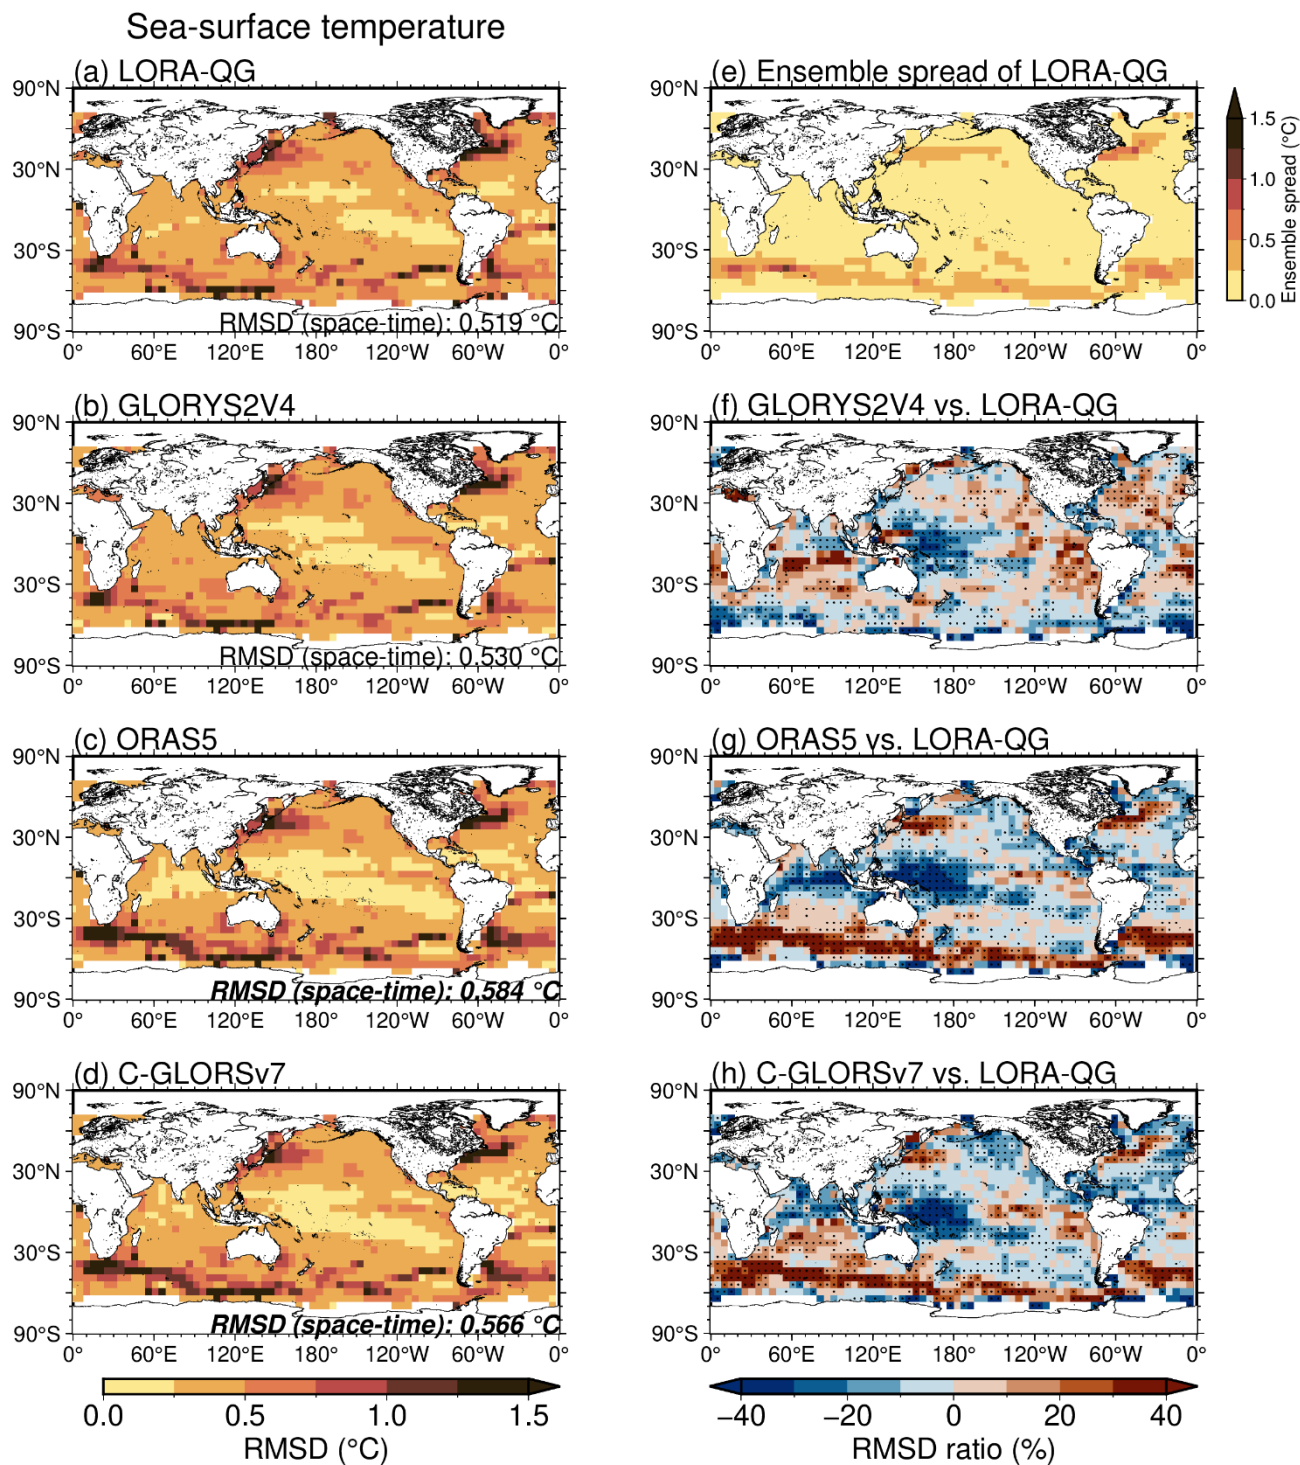 Sea-surface temperature
(a) LORA-QG
90°N
30°N
30°S
90°S
RMSD (space-time): 0.519 °C
0° 60°E 120°E 180° 120°W 60°W 0°
(e) Ensemble spread of LORA-QG
90°N
30°N
30°S
90°S
0° 60°E 120°E 180° 120°W 60°W 0°
1.5
1.0
0.5
0.0
Ensemble spread (°C)
(b) GLORYS2V4
90°N
30°N
30°S
90°S
RMSD (space-time): 0.530 °C
0° 60°E 120°E 180° 120°W 60°W 0°
(f) GLORYS2V4 vs. LORA-QG
90°N
30°N
30°S
90°S
0° 60°E 120°E 180° 120°W 60°W 0°
(c) ORAS5
90°N
30°N
30°S
90°S
RMSD (space-time): 0.584 °C
0° 60°E 120°E 180° 120°W 60°W 0°
(g) ORAS5 vs. LORA-QG
90°N
30°N
30°S
90°S
0° 60°E 120°E 180° 120°W 60°W 0°
(d) C-GLORSv7
90°N
30°N
30°S
90°S
RMSD (space-time): 0.566 °C
0° 60°E 120°E 180° 120°W 60°W 0°
(h) C-GLORSv7 vs. LORA-QG
90°N
30°N
30°S
90°S
0° 60°E 120°E 180° 120°W 60°W 0°
0.0 0.5 1.0 1.5
RMSD (°C)
−40 −20 0 20 40
RMSD ratio (%)